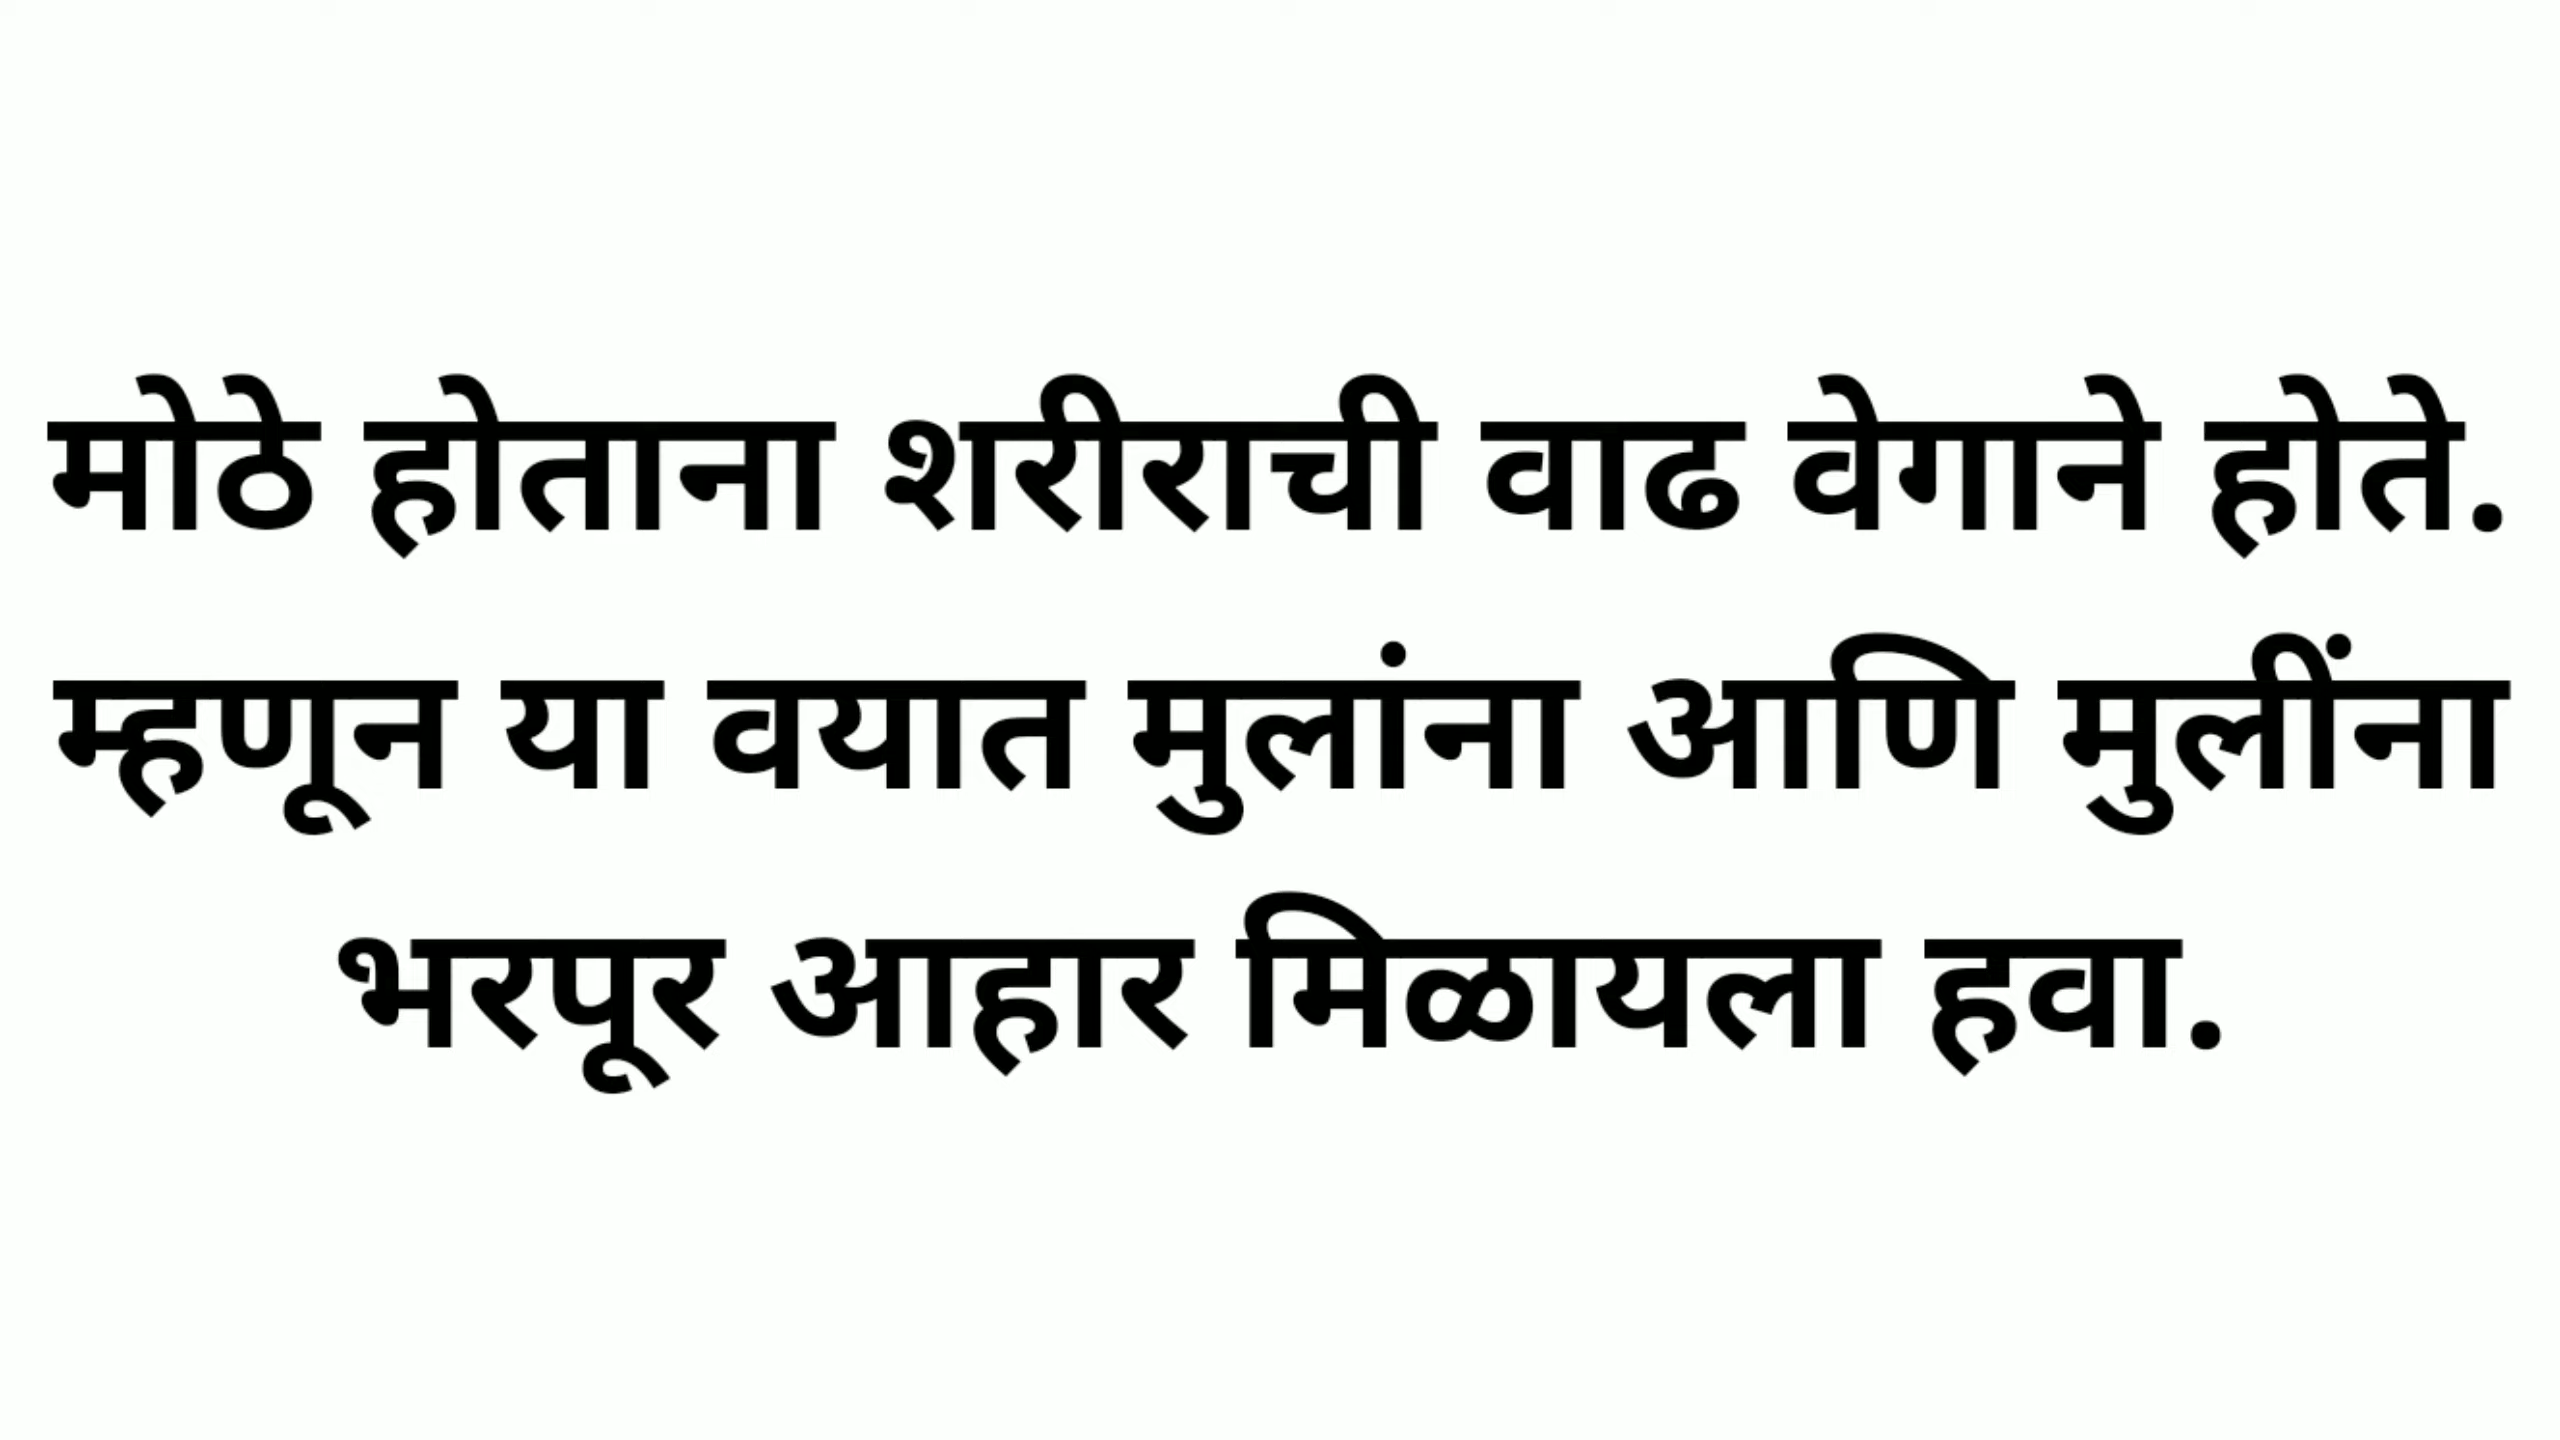 मोठे होताना शरीराची वाढ वेगाने होते.
म्हणून या वयात मुलांना आणि मुलींना
भरपूर आहार मिळायला हवा.